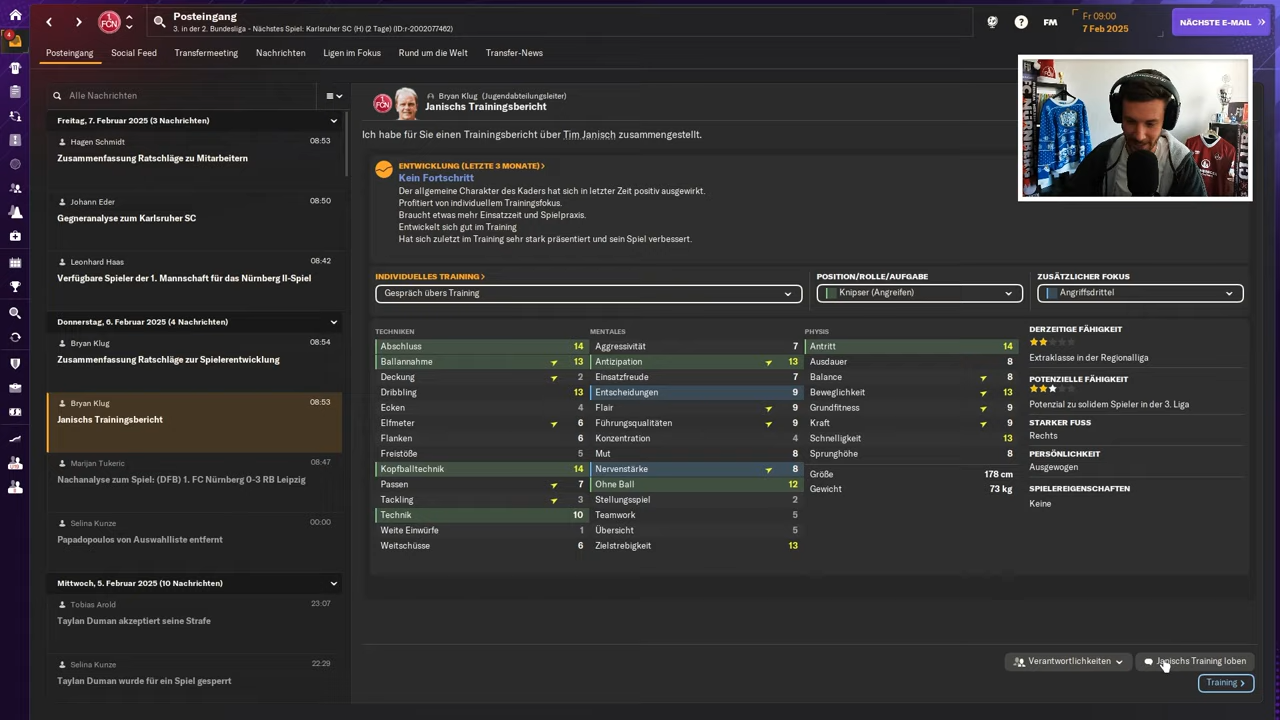 Posteingang
3. in der 2. Bundesliga - Nächstes Spiel: Karlsruher SC (H) (2 Tage) (ID:r-2002077462)
FM
Fr 09:00
7 Feb 2025
NÄCHSTE E-MAIL
4
Posteingang
Social Feed
Transfermeeting
Nachrichten
Ligen im Fokus
Rund um die Welt
Transfer-News
Alle Nachrichten
Freitag, 7. Februar 2025 (3 Nachrichten)
Hagen Schmidt
08:53
Zusammenfassung Ratschläge zu Mitarbeitern
Johann Eder
08:50
Gegneranalyse zum Karlsruher SC
Leonhard Haas
08:42
Verfügbare Spieler der 1. Mannschaft für das Nürnberg II-Spiel
Donnerstag, 6. Februar 2025 (4 Nachrichten)
Bryan Klug
08:54
Zusammenfassung Ratschläge zur Spielerentwicklung
Bryan Klug
08:53
Janischs Trainingsbericht
Marijan Tukeric
08:47
Nachanalyse zum Spiel: (DFB) 1. FC Nürnberg 0-3 RB Leipzig
Selina Kunze
00:00
Papadopoulos von Auswahlliste entfernt
Mittwoch, 5. Februar 2025 (10 Nachrichten)
Tobias Arold
23:07
Taylan Duman akzeptiert seine Strafe
Selina Kunze
22:29
Taylan Duman wurde für ein Spiel gesperrt
Bryan Klug (Jugendabteilungsleiter)
Janischs Trainingsbericht
Ich habe für Sie einen Trainingsbericht über Tim Janisch zusammengestellt.
ENTWICKLUNG (LETZTE 3 MONATE)
Kein Fortschritt
Der allgemeine Charakter des Kaders hat sich in letzter Zeit positiv ausgewirkt.
Profitiert von individuellem Trainingsfokus.
Braucht etwas mehr Einsatzzeit und Spielpraxis.
Entwickelt sich gut im Training
Hat sich zuletzt im Training sehr stark präsentiert und sein Spiel verbessert.
INDIVIDUELLES TRAINING
Gespräch übers Training
POSITION/ROLLE/AUFGABE
Knipser (Angreifen)
ZUSÄTZLICHER FOKUS
Angriffsdrittel
TECHNIKEN
Abschluss 14
Ballannahme 13
Deckung 2
Dribbling 13
Ecken 4
Elfmeter 6
Flanken 6
Freistöße 5
Kopfballtechnik 14
Passen 7
Tackling 3
Technik 10
Weite Einwürfe 1
Weitschüsse 6
MENTALES
Aggressivität 7
Antizipation 13
Einsatzfreude 7
Entscheidungen 9
Flair 9
Führungsqualitäten 9
Konzentration 4
Mut 8
Nervenstärke 8
Ohne Ball 12
Stellungsspiel 2
Teamwork 5
Übersicht 5
Zielstrebigkeit 13
PHYSIS
Antritt 14
Ausdauer 8
Balance 8
Beweglichkeit 13
Grundfitness 9
Kraft 9
Schnelligkeit 13
Sprunghöhe 8
Größe 178 cm
Gewicht 73 kg
DERZEITIGE FÄHIGKEIT
Extraklasse in der Regionalliga
POTENZIELLE FÄHIGKEIT
Potenzial zu solidem Spieler in der 3. Liga
STARKER FUSS
Rechts
PERSÖNLICHKEIT
Ausgewogen
SPIELEREIGENSCHAFTEN
Keine
Verantwortlichkeiten
Janischs Training loben
Training